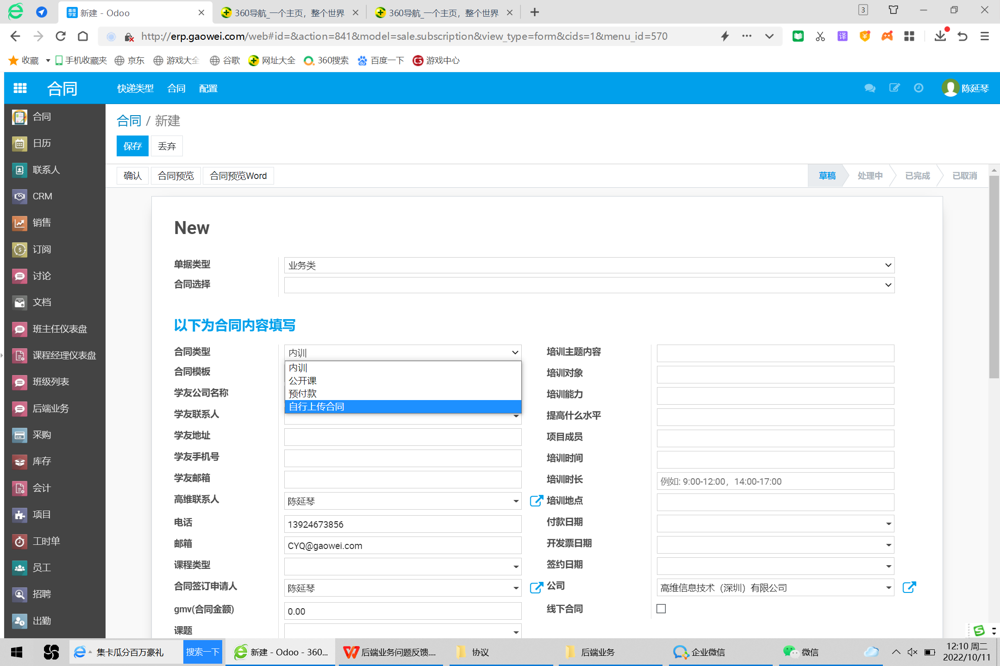 新建 - Odoo
360导航_一个主页，整个世界
360导航_一个主页，整个世界
3
http://erp.gaowei.com/web#id=&action=841&model=sale.subscription&view_type=form&cids=1&menu_id=570
译
收藏
手机收藏夹
京东
游戏大全
谷歌
网址大全
360搜索
百度一下
游戏中心
合同
快递类型
合同
配置
陈延琴
合同
日历
联系人
CRM
销售
订阅
讨论
文档
班主任仪表盘
课程经理仪表盘
班级列表
后端业务
采购
库存
会计
项目
工时单
员工
招聘
出勤
合同 / 新建
保存
丢弃
确认
合同预览
合同预览Word
草稿
处理中
已完成
已取消
New
单据类型
业务类
合同选择
以下为合同内容填写
合同类型
内训
内训
公开课
预付款
自行上传合同
合同模板
学友公司名称
学友联系人
学友地址
学友手机号
学友邮箱
高维联系人
陈延琴
电话
13924673856
邮箱
CYQ@gaowei.com
课程类型
合同签订申请人
陈延琴
gmv(合同金额)
0.00
课题
培训主题内容
培训对象
培训能力
提高什么水平
项目成员
培训时间
培训时长
例如: 9:00-12:00，14:00-17:00
培训地点
付款日期
开发票日期
签约日期
公司
高维信息技术（深圳）有限公司
线下合同
集卡瓜分百万豪礼
搜索一下
新建 - Odoo - 360...
后端业务问题反馈....
协议
后端业务
企业微信
微信
12:10 周二
2022/10/11